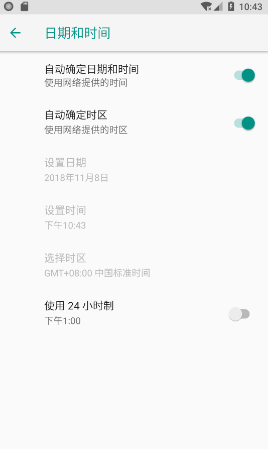 10:43
日期和时间
自动确定日期和时间
使用网络提供的时间
自动确定时区
使用网络提供的时区
设置日期
2018年11月8日
设置时间
下午10:43
选择时区
GMT+08:00 中国标准时间
使用 24 小时制
下午1:00